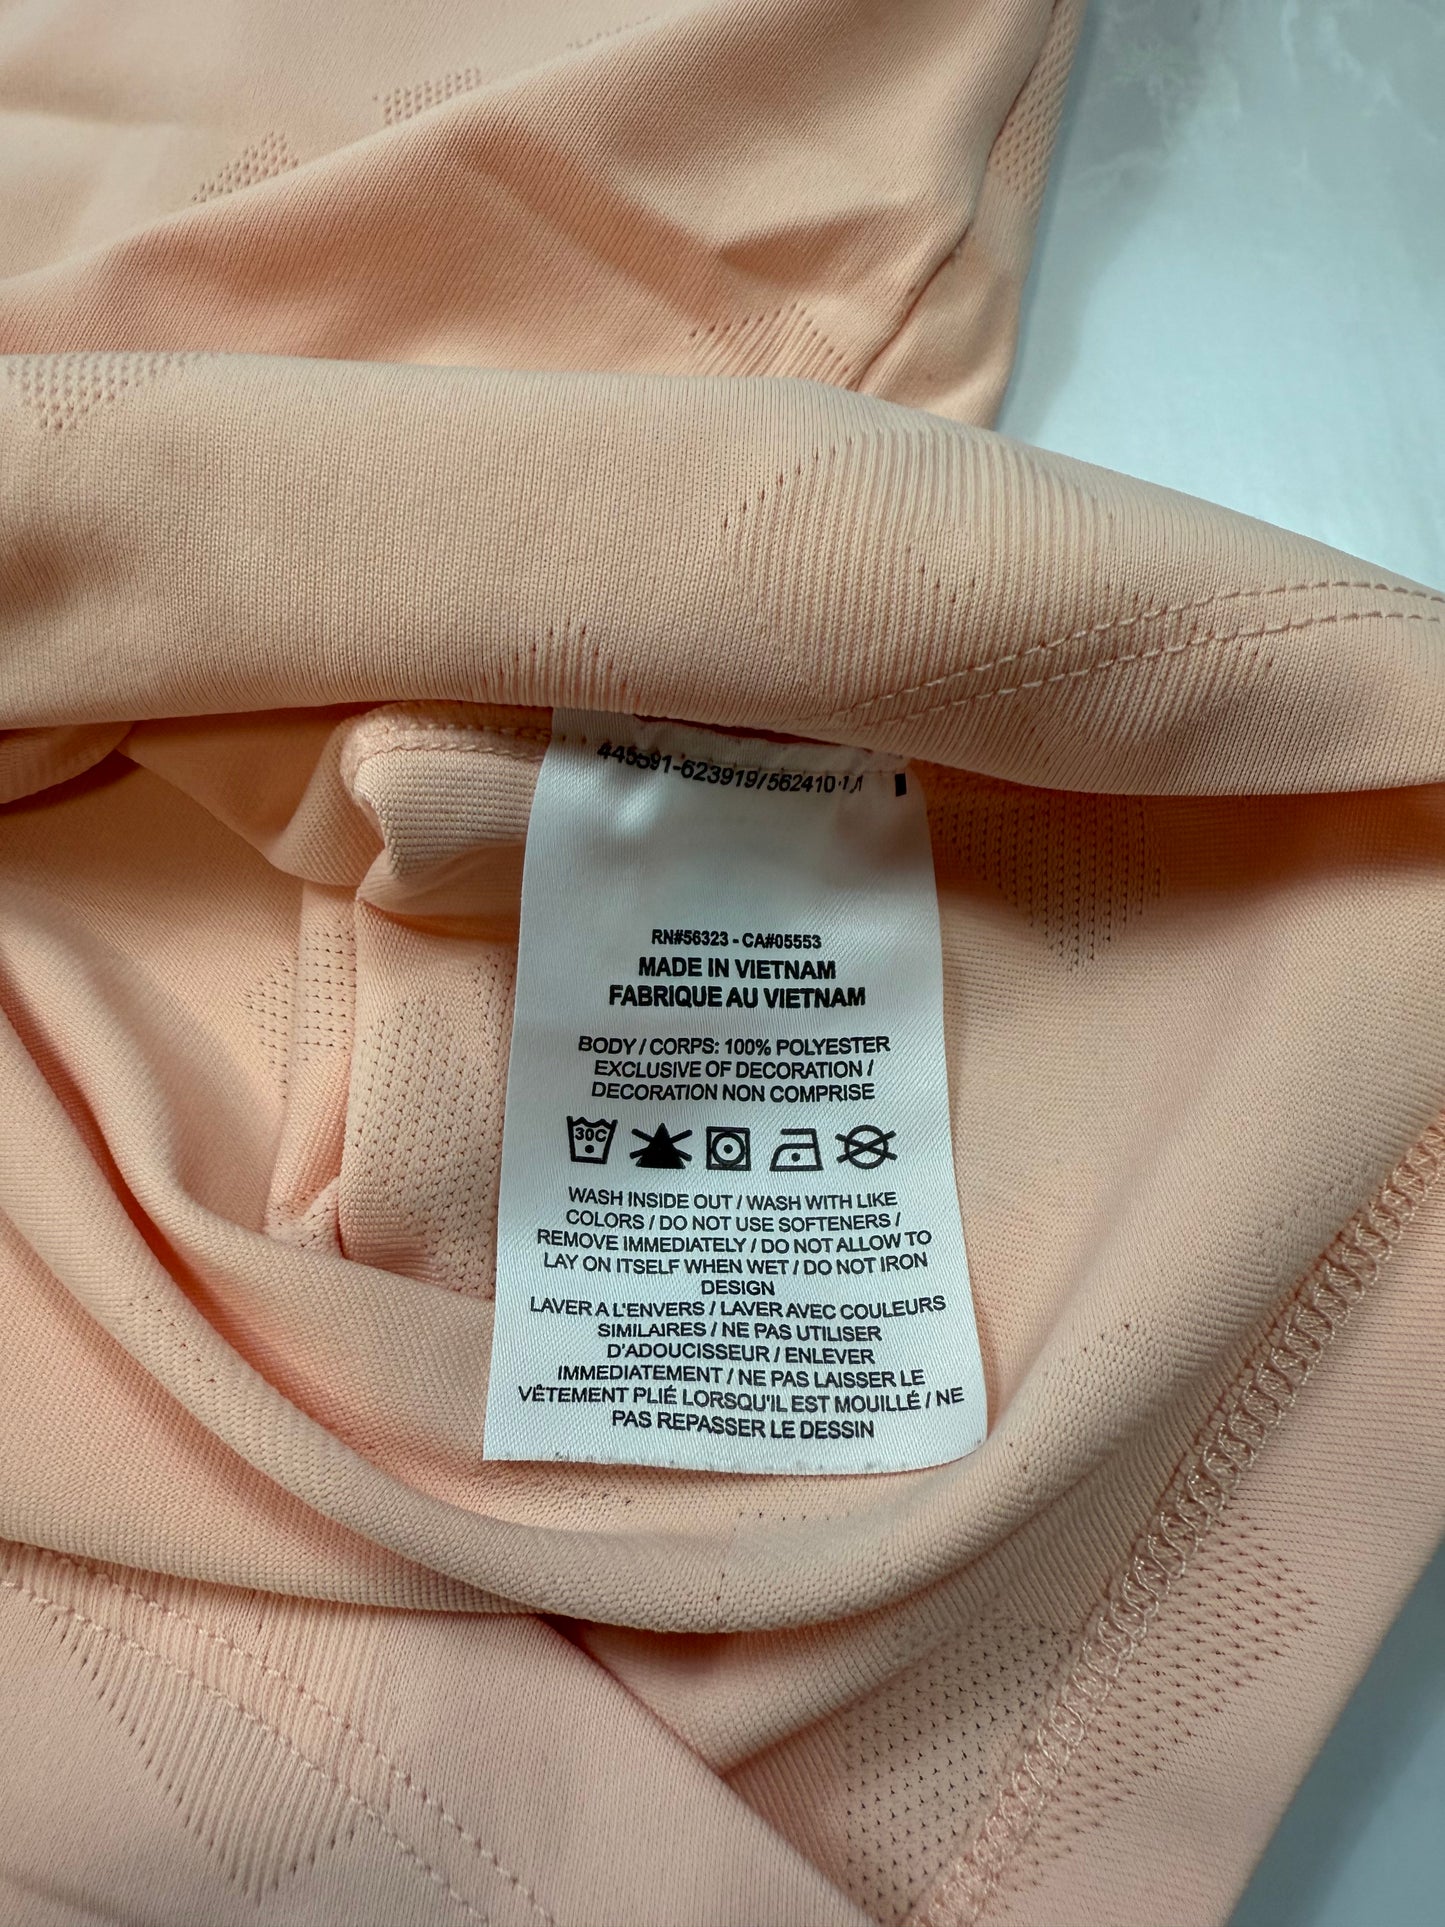 445591-623919/562410-1/1
RN#56323 - CA#05553
MADE IN VIETNAM
FABRIQUE AU VIETNAM
BODY / CORPS: 100% POLYESTER
EXCLUSIVE OF DECORATION /
DECORATION NON COMPRISE
30C
WASH INSIDE OUT / WASH WITH LIKE
COLORS / DO NOT USE SOFTENERS /
REMOVE IMMEDIATELY / DO NOT ALLOW TO
LAY ON ITSELF WHEN WET / DO NOT IRON
DESIGN
LAVER A L'ENVERS / LAVER AVEC COULEURS
SIMILAIRES / NE PAS UTILISER
D'ADOUCISSEUR / ENLEVER
IMMEDIATEMENT / NE PAS LAISSER LE
VÊTEMENT PLIÉ LORSQU'IL EST MOUILLÉ / NE
PAS REPASSER LE DESSIN